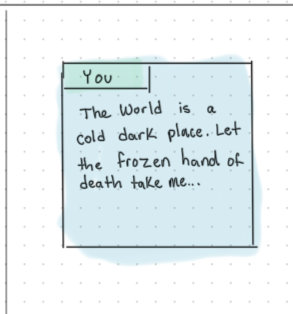 You
The World is a
cold dark place. Let
the frozen hand of
death take me...